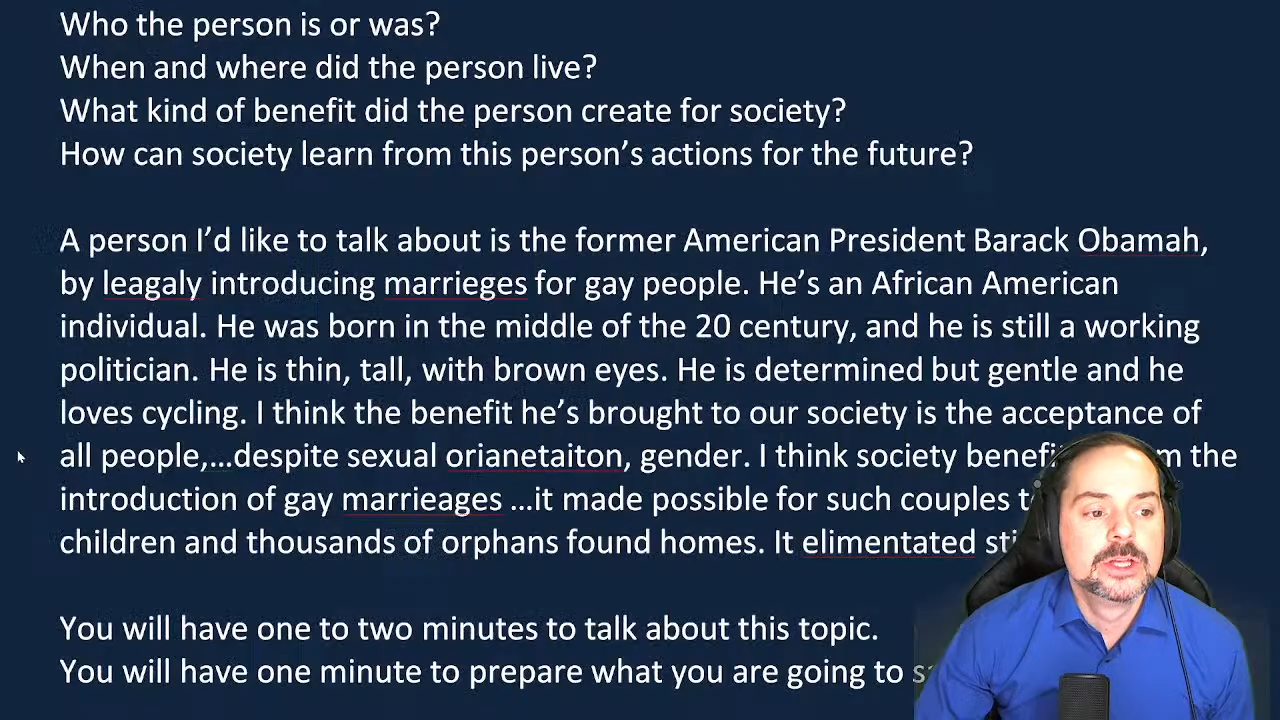 Who the person is or was?
When and where did the person live?
What kind of benefit did the person create for society?
How can society learn from this person's actions for the future?
A person I'd like to talk about is the former American President Barack Obamah,
by leagaly introducing marrieges for gay people. He's an African American
individual. He was born in the middle of the 20 century, and he is still a working
politician. He is thin, tall, with brown eyes. He is determined but gentle and he
loves cycling. I think the benefit he's brought to our society is the acceptance of
all people,...despite sexual orianetaiton, gender. I think society the
introduction of gay marrieages ...it made possible for such couples
children and thousands of orphans found homes. It elimentated
You will have one to two minutes to talk about this topic.
You will have one minute to prepare what you are going to